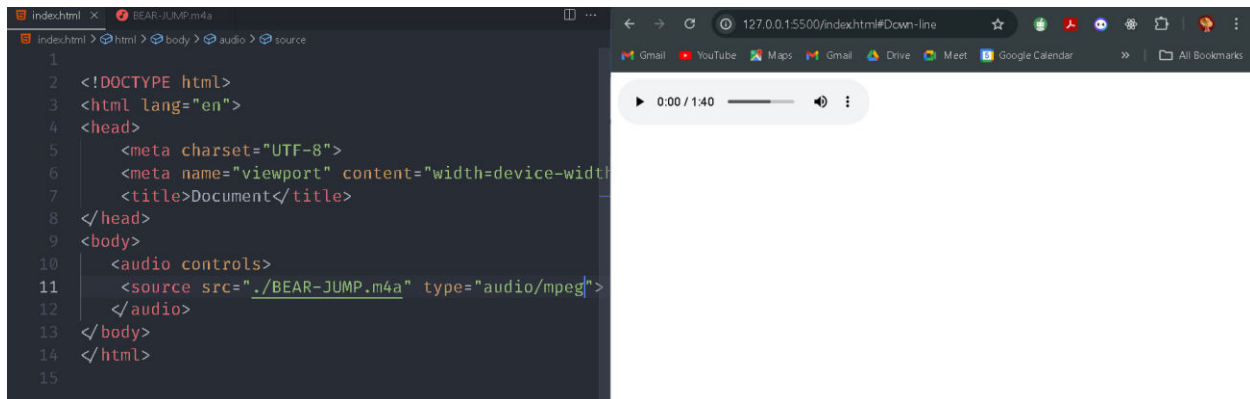 index.html × BEAR-JUMP.m4a ...
index.html > html > body > audio > source
1
2 <!DOCTYPE html>
3 <html lang="en">
4 <head>
5 <meta charset="UTF-8">
6 <meta name="viewport" content="width=device-widt
7 <title>Document</title>
8 </head>
9 <body>
10 <audio controls>
11 <source src="./BEAR-JUMP.m4a" type="audio/mpeg">
12 </audio>
13 </body>
14 </html>
15
127.0.0.1:5500/index.html#Down-line
Gmail YouTube Maps Gmail Drive Meet Google Calendar » All Bookmarks
0:00 / 1:40